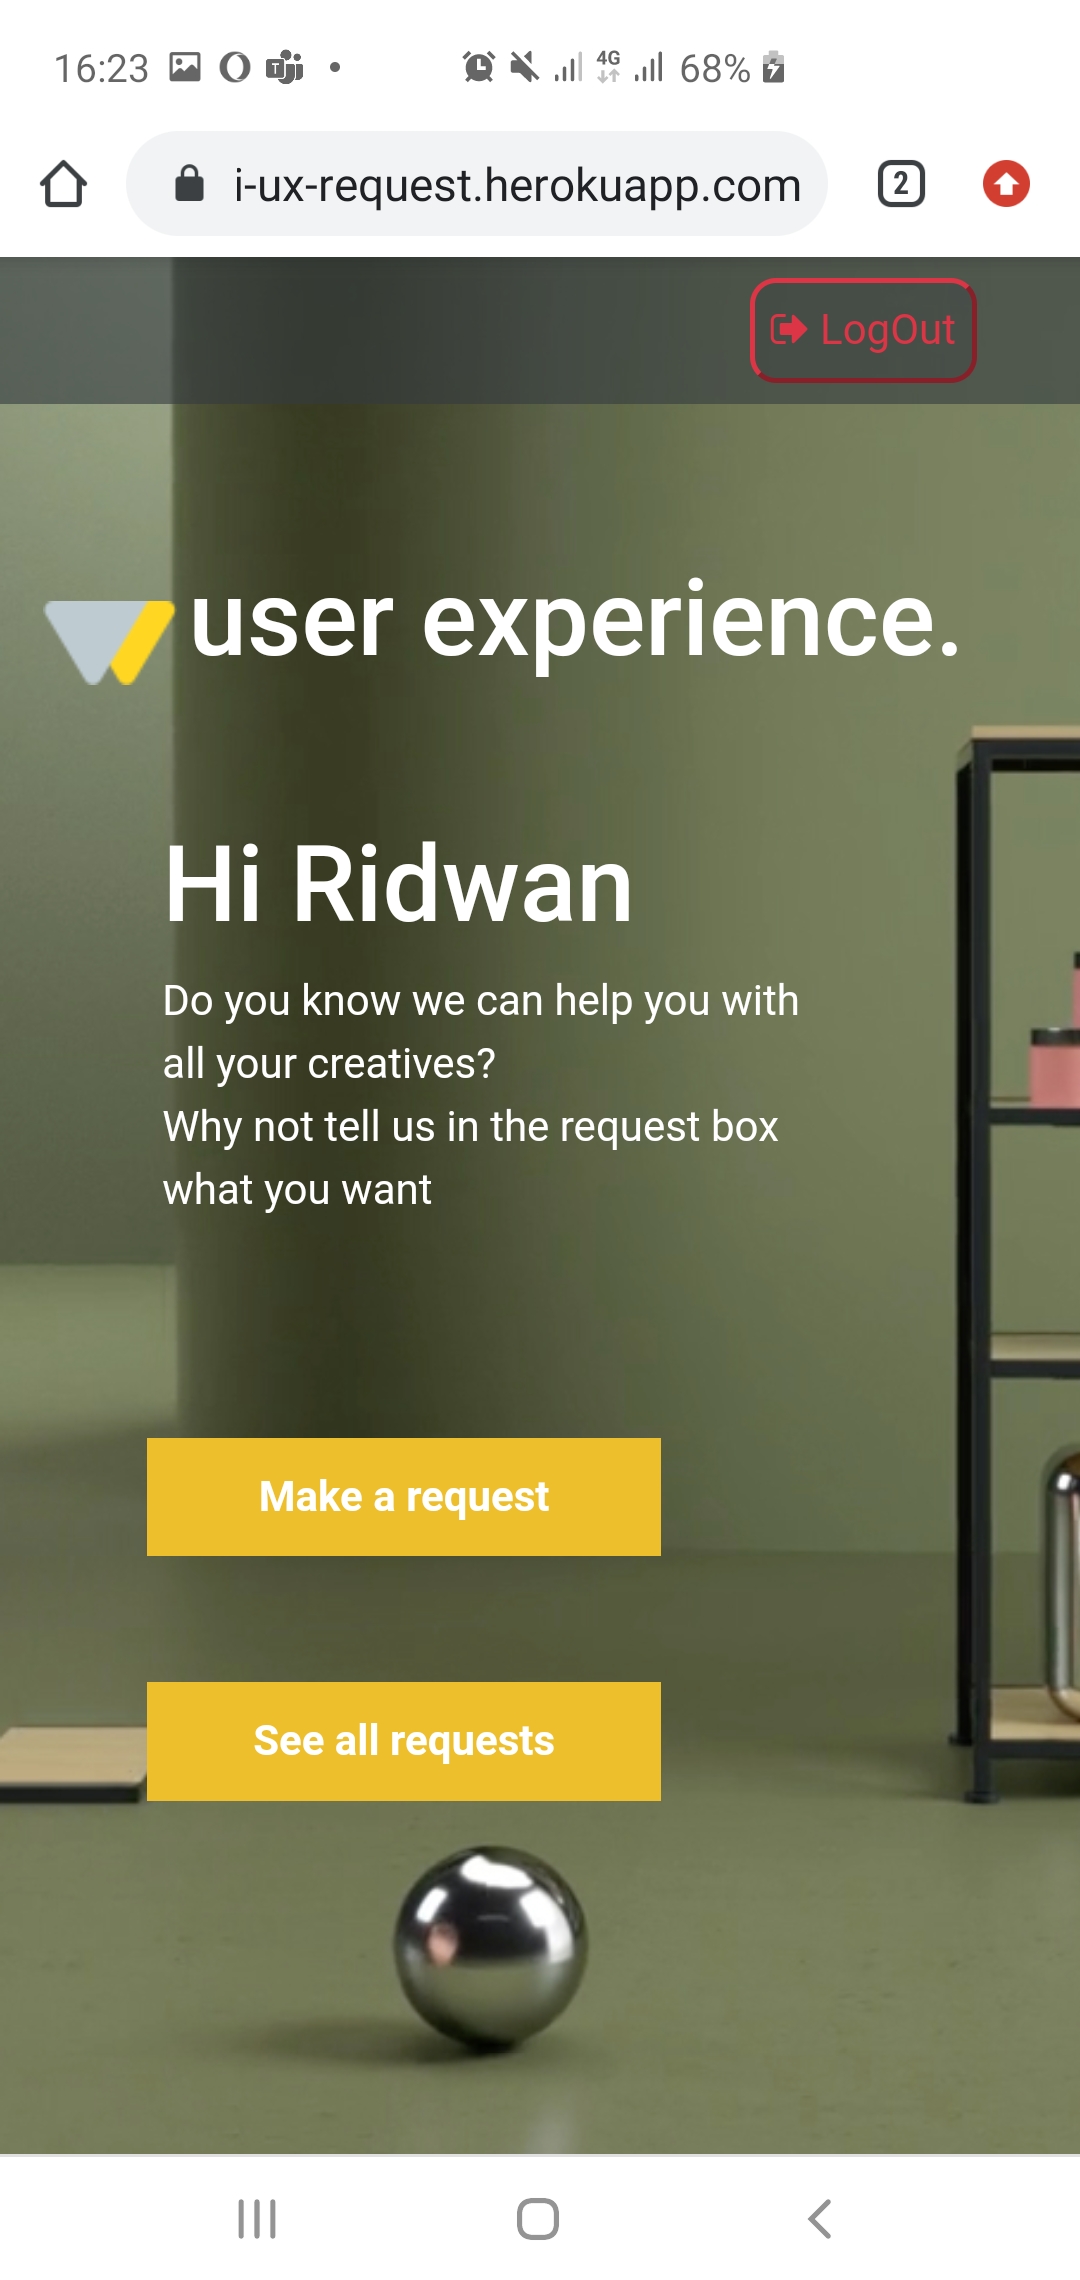 16:23
4G
68%
i-ux-request.herokuapp.com
2
LogOut
user experience.
Hi Ridwan
Do you know we can help you with
all your creatives?
Why not tell us in the request box
what you want
Make a request
See all requests